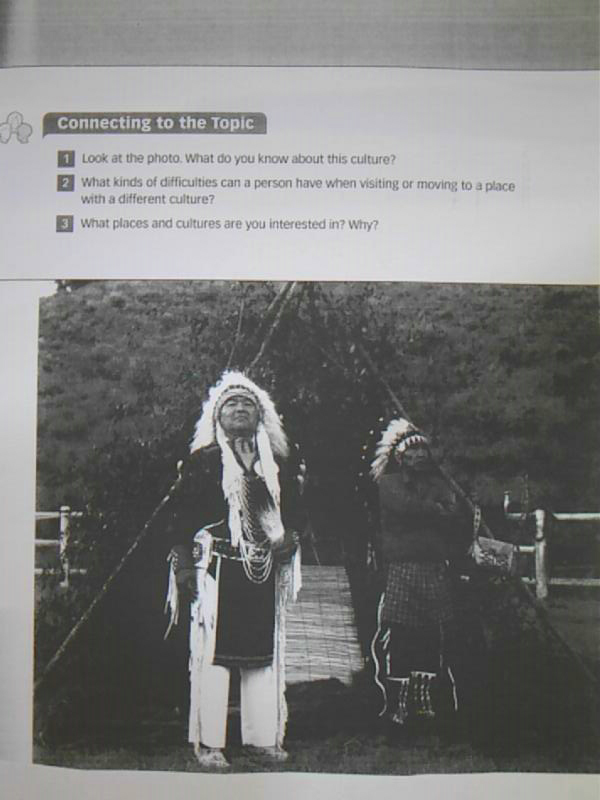 Connecting to the Topic
1 Look at the photo. What do you know about this culture?
2 What kinds of difficulties can a person have when visiting or moving to a place
with a different culture?
3 What places and cultures are you interested in? Why?